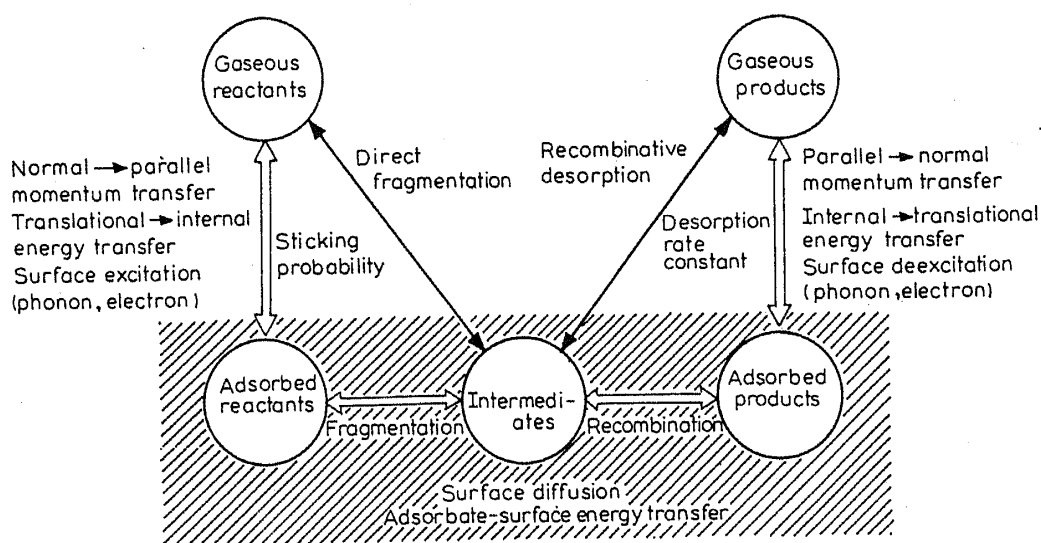 Gaseous
reactants
Gaseous
products
Normal→parallel
momentum transfer
Translational→internal
energy transfer
Surface excitation
(phonon, electron)
Sticking
probability
Direct
fragmentation
Recombinative
desorption
Desorption
rate
constant
Parallel→normal
momentum transfer
Internal→translational
energy transfer
Surface deexcitation
(phonon, electron)
Adsorbed
reactants
Fragmentation
Intermedi-
ates
Recombination
Adsorbed
products
Surface diffusion
Adsorbate-surface energy transfer